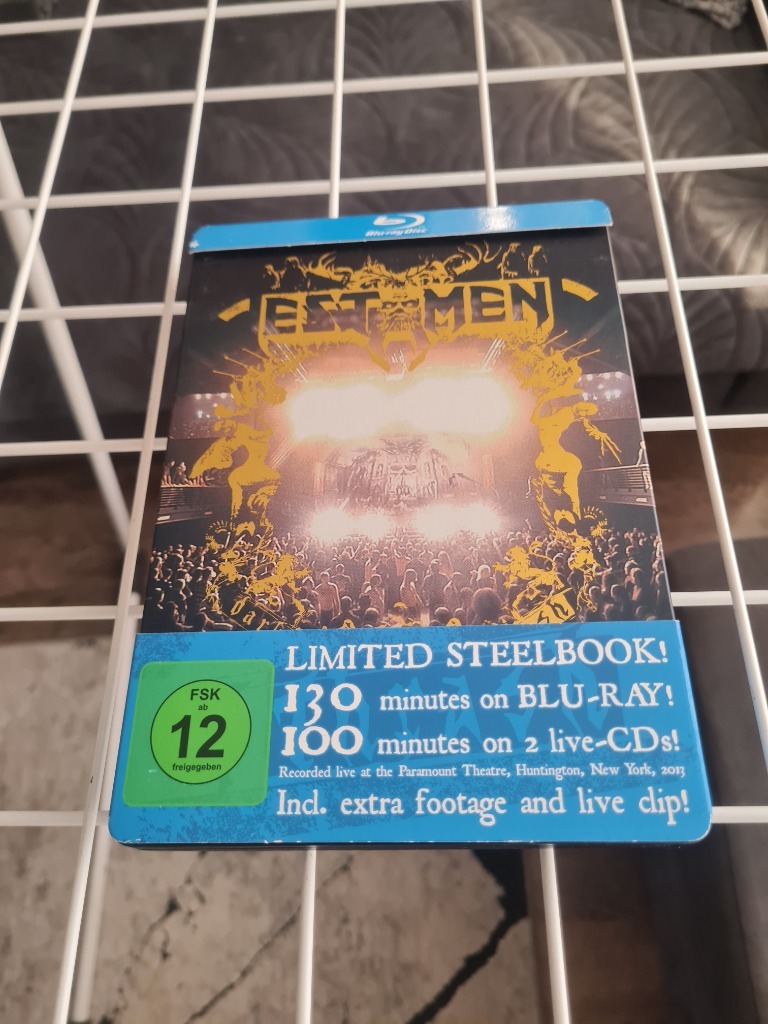 Blu-ray Disc
TESTAMENT
LIMITED STEELBOOK!
130 minutes on BLU-RAY!
100 minutes on 2 live-CDs!
Recorded live at the Paramount Theatre, Huntington, New York, 2013
Incl. extra footage and live clip!
FSK
ab
12
freigegeben